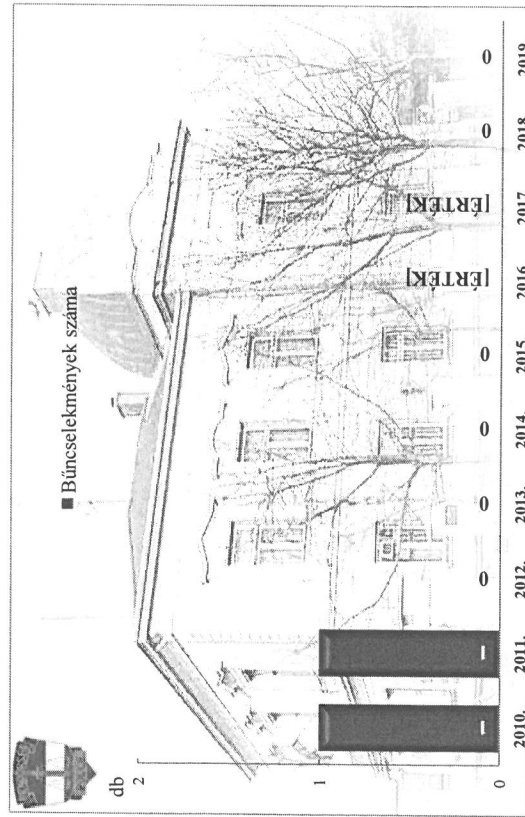 ■ Bűncselekmények száma
db
2
1
0
1 1 0 0 0 0 [ÉRTÉK] [ÉRTÉK] 0 0
2010. 2011. 2012. 2013. 2014. 2015. 2016. 2017. 2018. 2019.